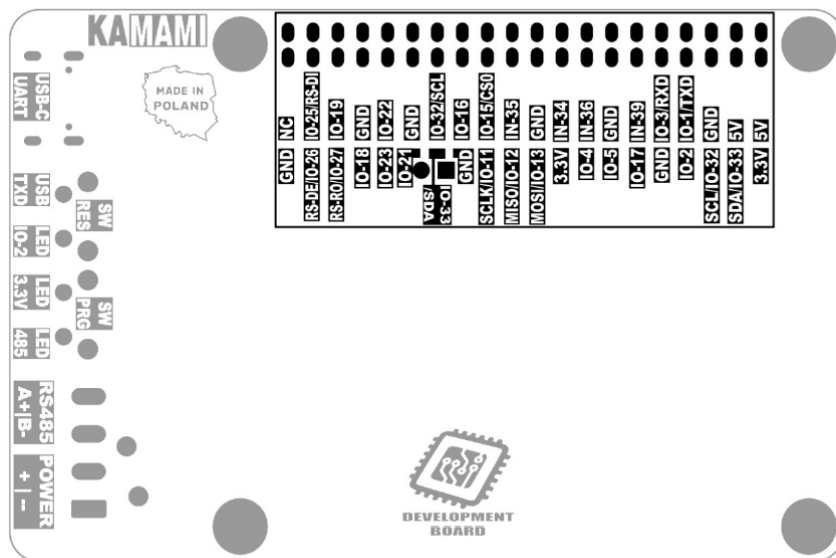 KAMAMI
MADE IN
POLAND
USB-C
UART
USB
TXD
SW
RES
LED
IO-2
LED
3.3V
SW
PRG
LED
485
RS485
A+|B-
POWER
+ | -
NC
IO-25/RS-DI
IO-19
GND
IO-22
GND
IO-32/SCL
IO-16
IO-15/CS0
IN-35
GND
IN-34
IN-36
GND
IN-39
IO-3/RXD
IO-1/TXD
GND
5V
5V
GND
RS-DE/IO-26
RS-RO/IO-27
IO-18
IO-23
IO-21
IO-33
/SDA
GND
SCLK/IO-11
MISO/IO-12
MOSI/IO-13
3.3V
IO-4
IO-5
IO-17
GND
IO-2
SCL/IO-32
SDA/IO-33
3.3V
DEVELOPMENT
BOARD